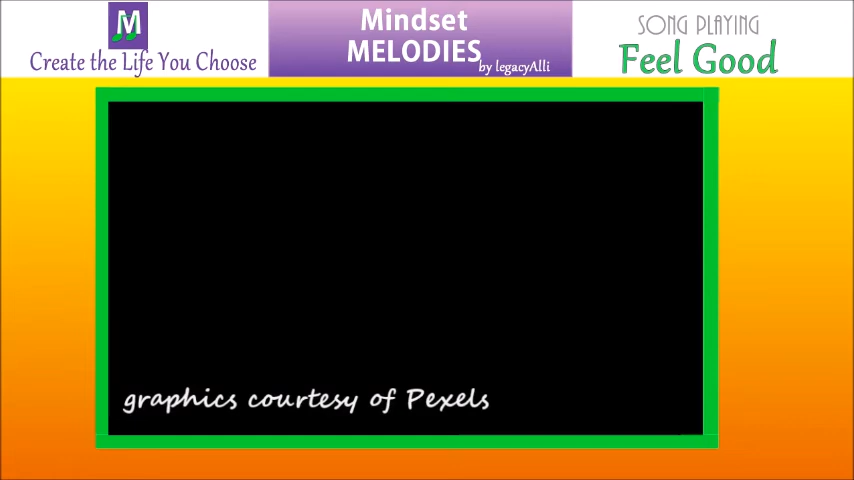 M
Create the Life You Choose
Mindset
MELODIES
by legacyAlli
SONG PLAYING
Feel Good
graphics courtesy of Pexels